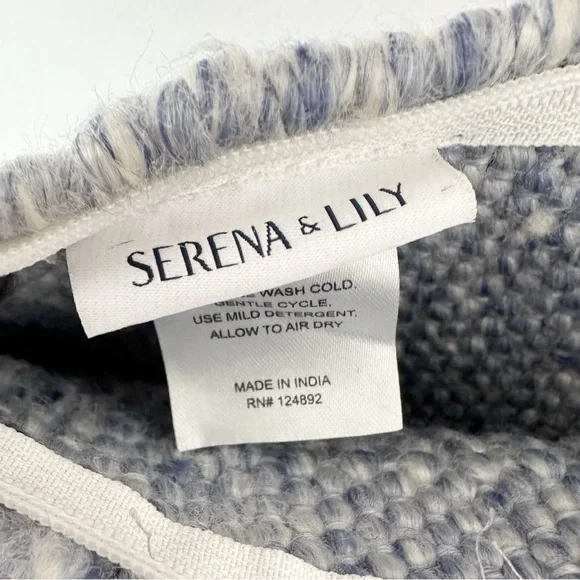 SERENA & LILY
WASH COLD.
GENTLE CYCLE.
USE MILD DETERGENT.
ALLOW TO AIR DRY
MADE IN INDIA
RN# 124892